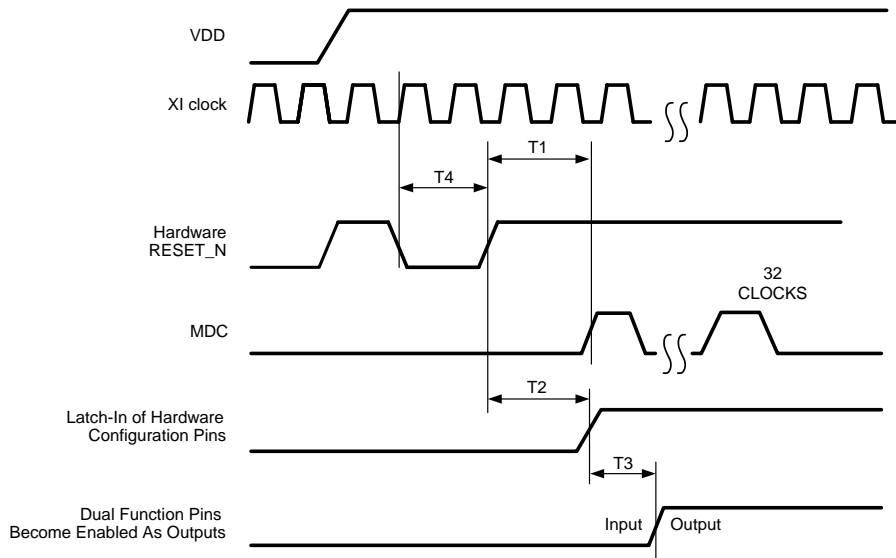 VDD
XI clock
T1
T4
Hardware
RESET_N
32
CLOCKS
MDC
T2
Latch-In of Hardware
Configuration Pins
T3
Dual Function Pins
Become Enabled As Outputs
Input
Output